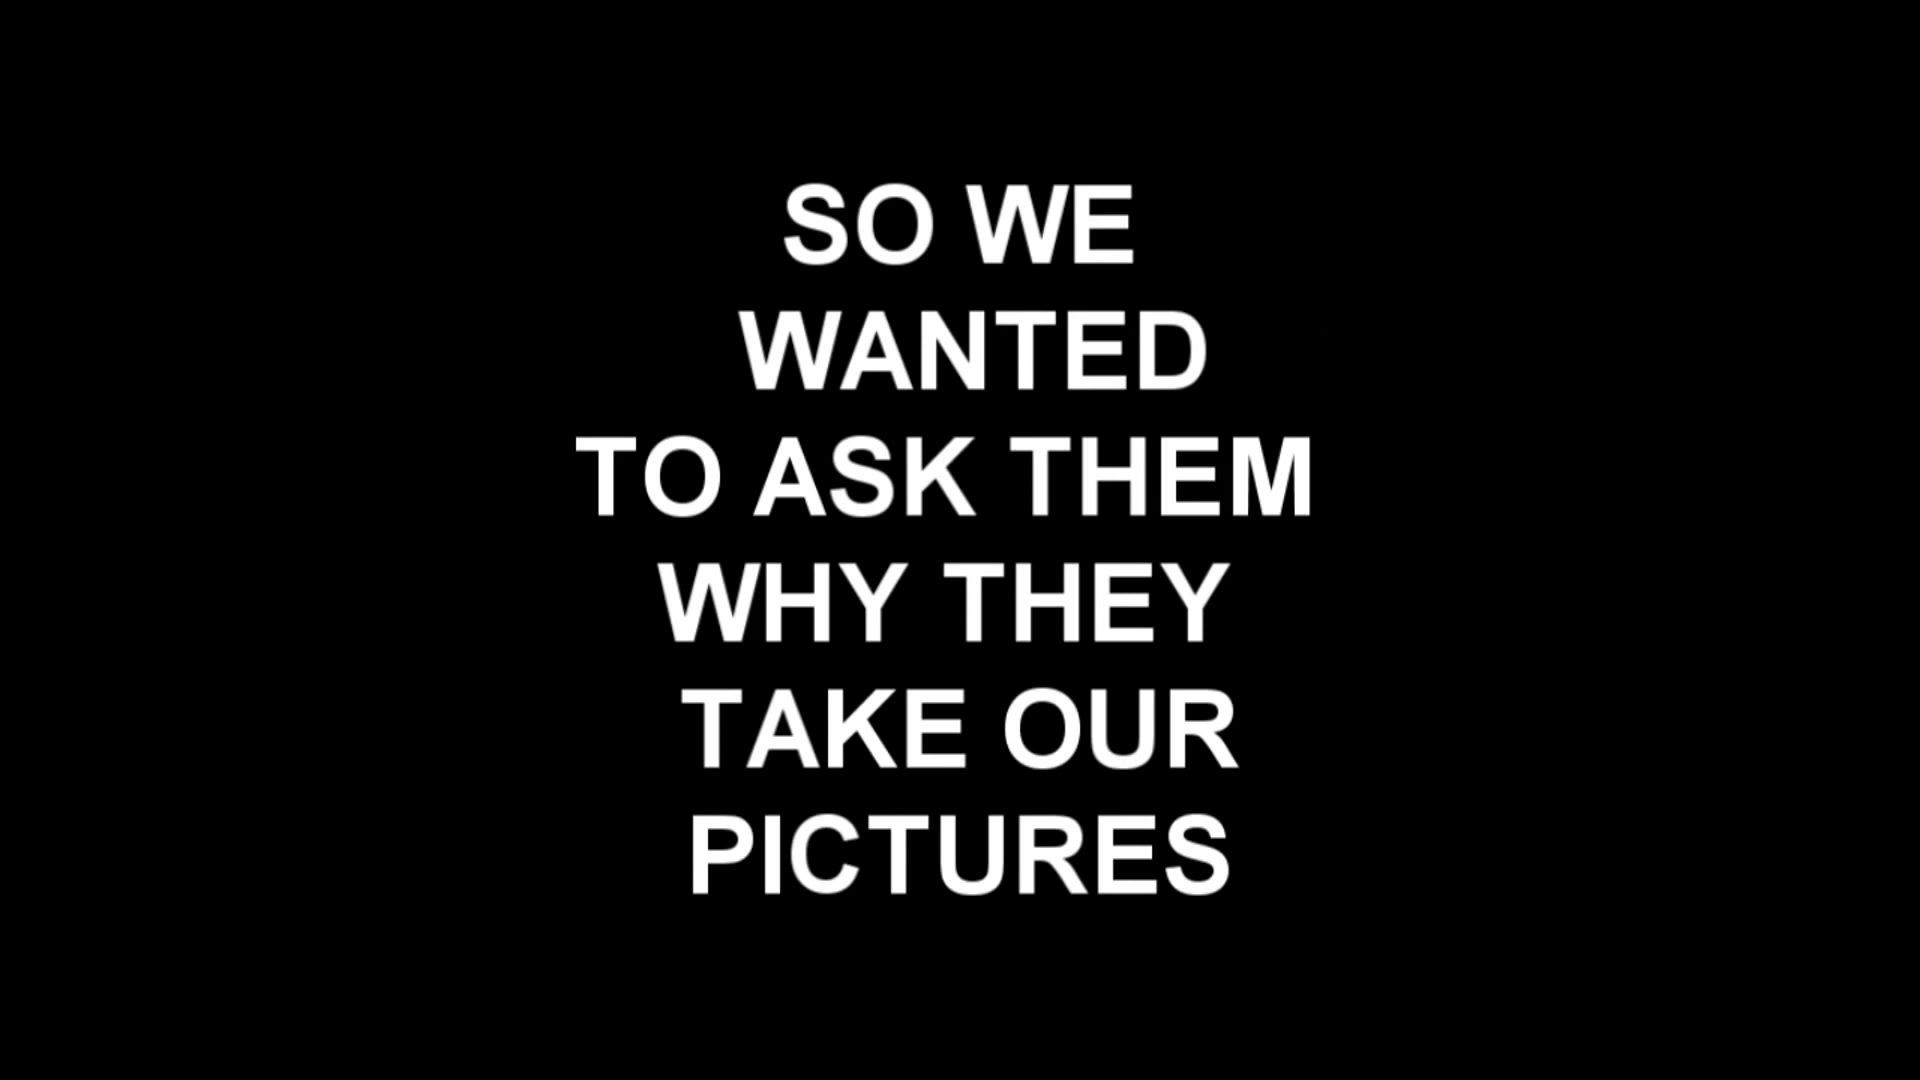 SO WE
WANTED
TO ASK THEM
WHY THEY
TAKE OUR
PICTURES